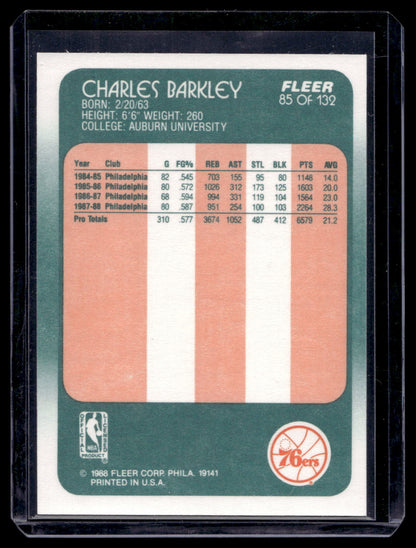 CHARLES BARKLEY
FLEER
85 OF 132
BORN: 2/20/63
HEIGHT: 6'6" WEIGHT: 260
COLLEGE: AUBURN UNIVERSITY
Year Club G FG% REB AST STL BLK PTS AVG
1984-85 Philadelphia 82 .545 703 155 95 80 1148 14.0
1985-86 Philadelphia 80 .572 1026 312 173 125 1603 20.0
1986-87 Philadelphia 68 .594 994 331 119 104 1564 23.0
1987-88 Philadelphia 80 .587 951 254 100 103 2264 28.3
Pro Totals 310 .577 3674 1052 487 412 6579 21.2
NBA
PRODUCT
76ers
© 1988 FLEER CORP. PHILA. 19141
PRINTED IN U.S.A.